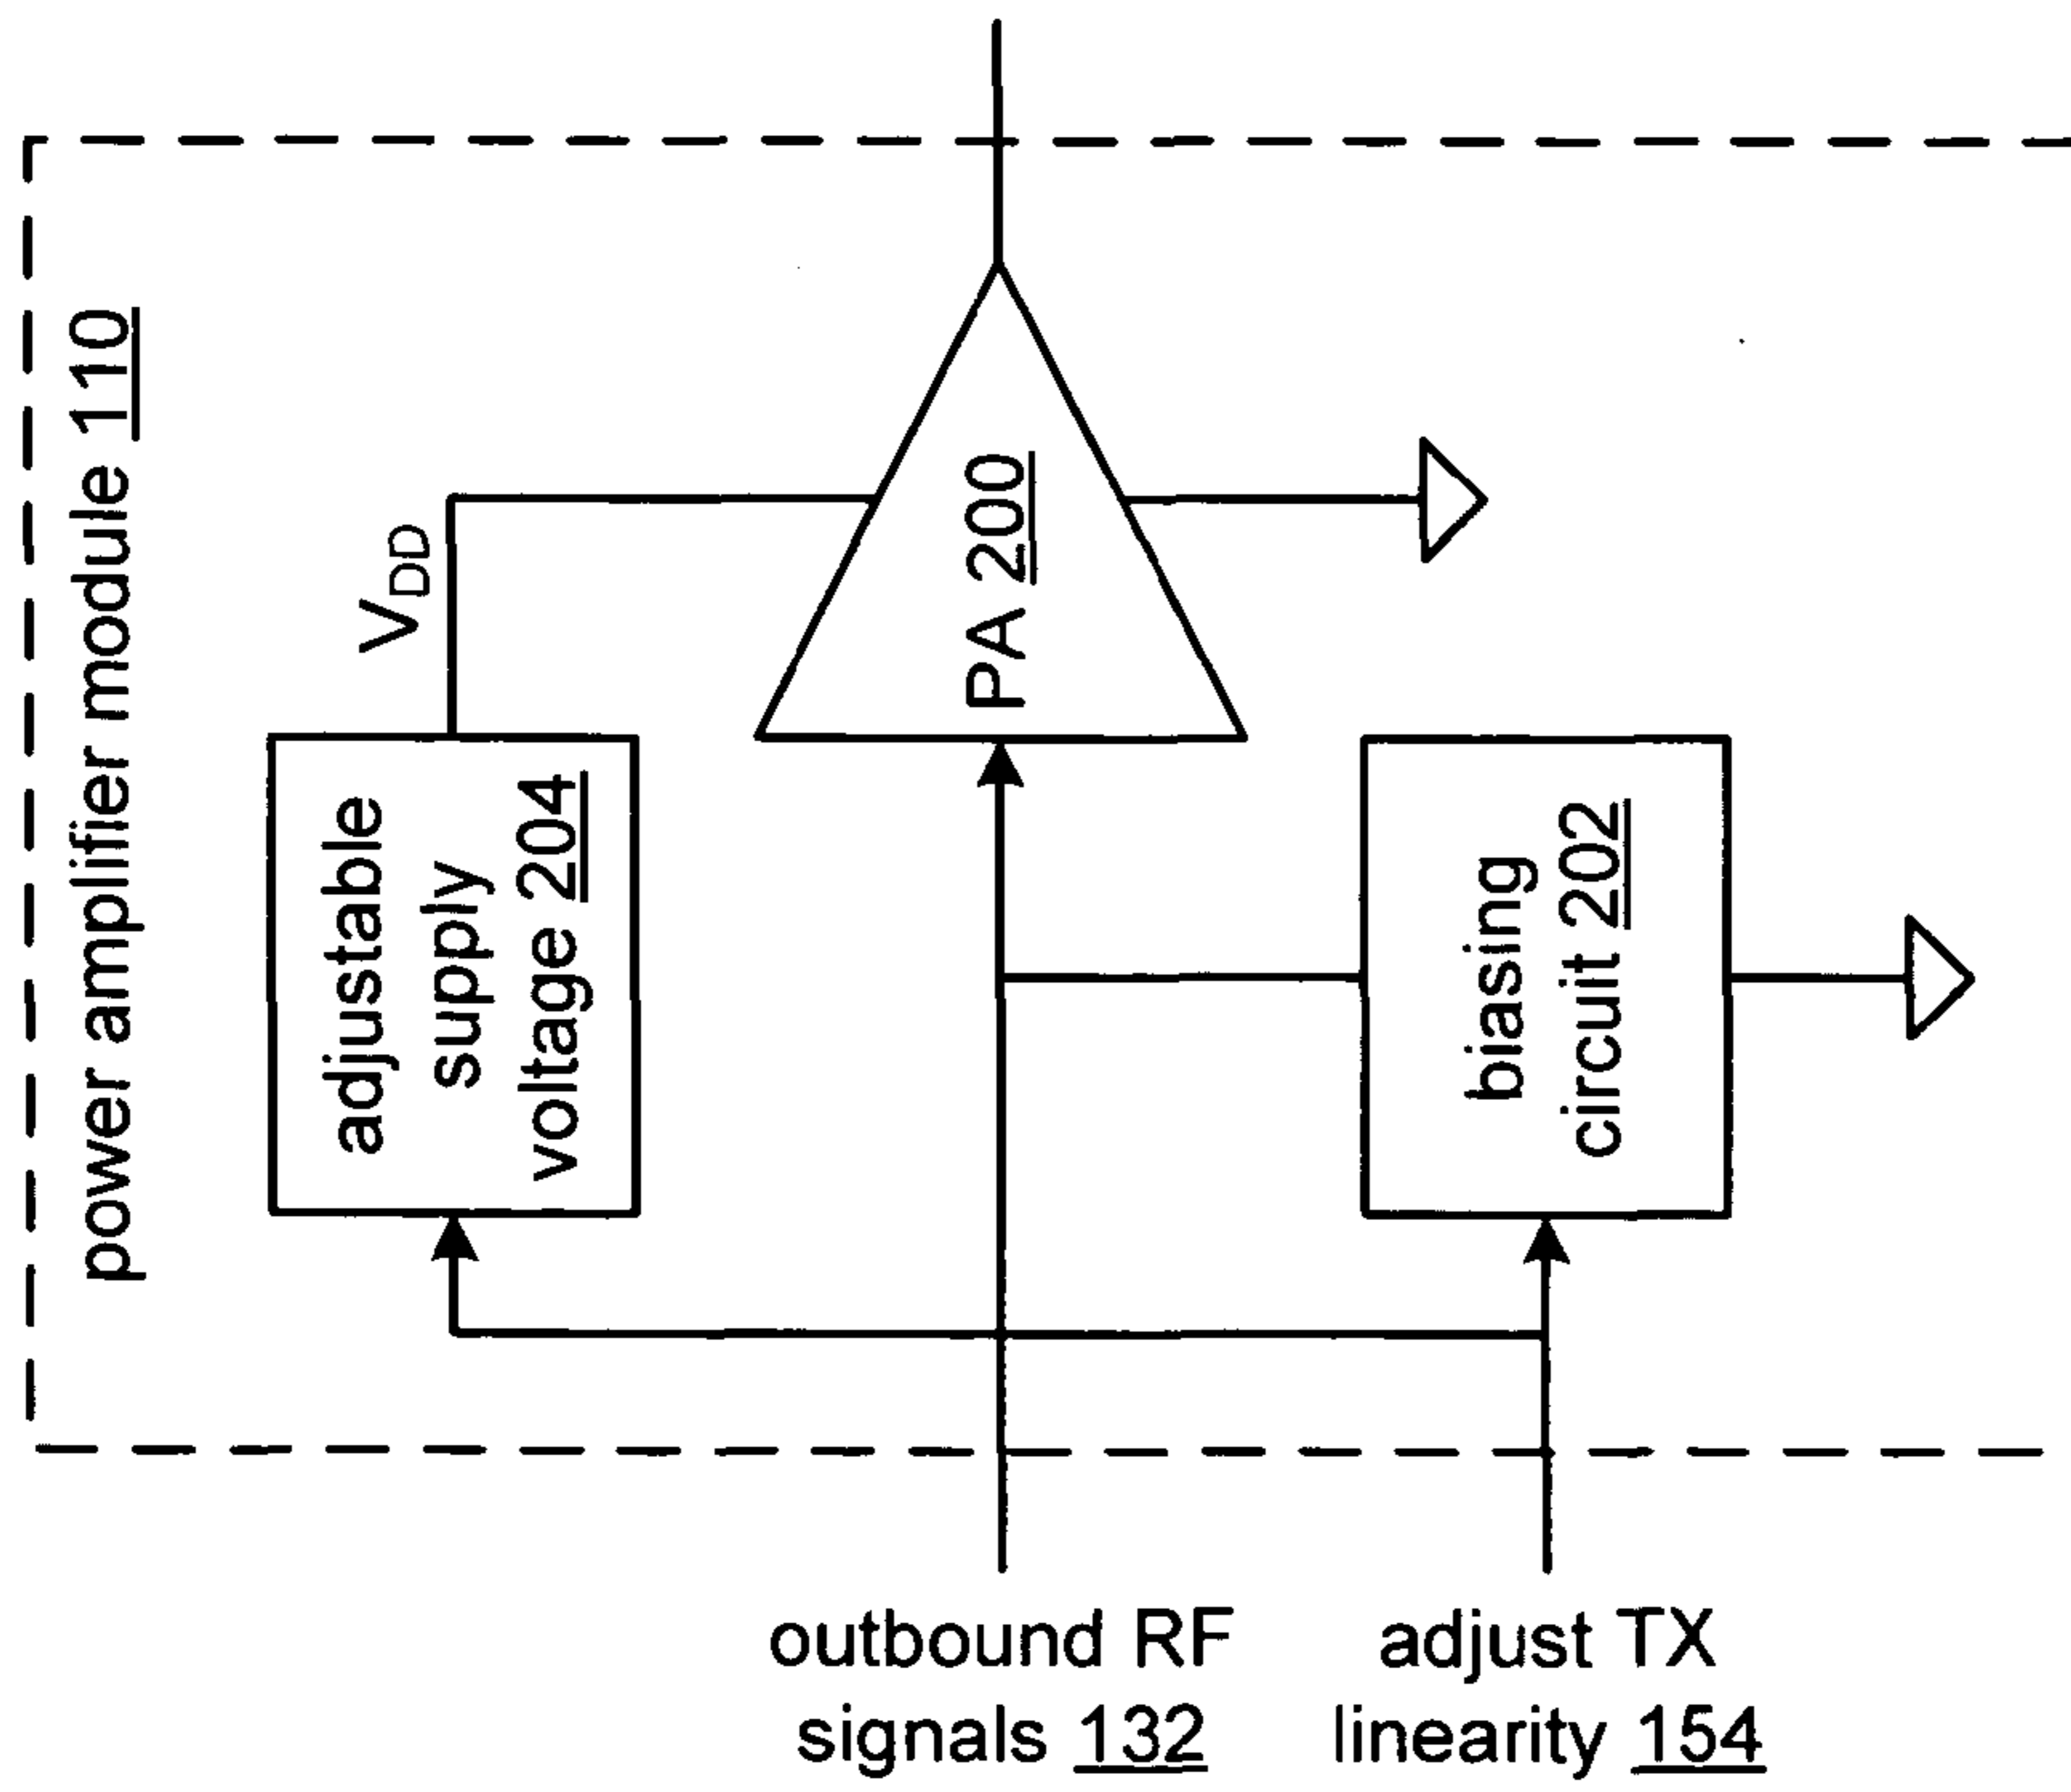 power amplifier module 110
adjustable
supply
voltage 204
VDD
PA 200
biasing
circuit 202
outbound RF
signals 132
adjust TX
linearity 154